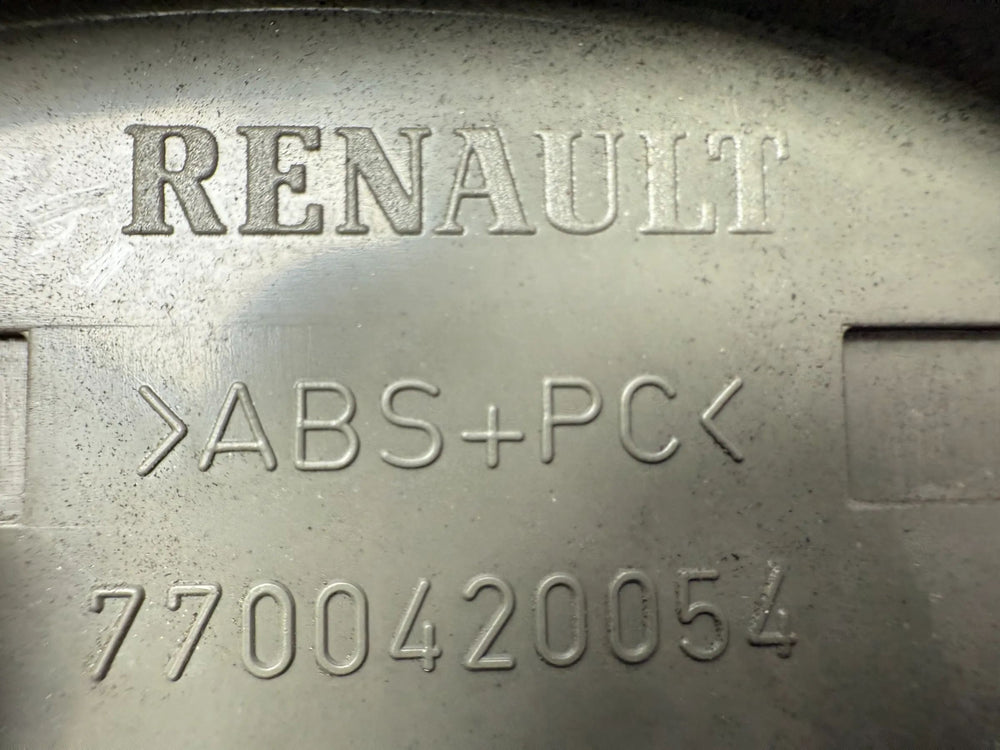 RENAULT
>ABS+PC<
7700420054